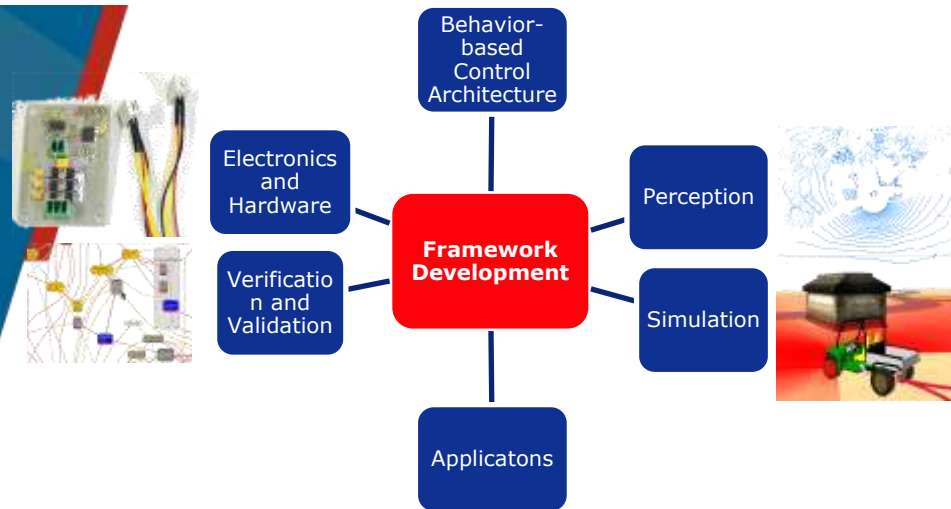 Behavior-
based
Control
Architecture
Electronics
and
Hardware
Perception
Framework
Development
Verificatio
n and
Validation
Simulation
Applicatons